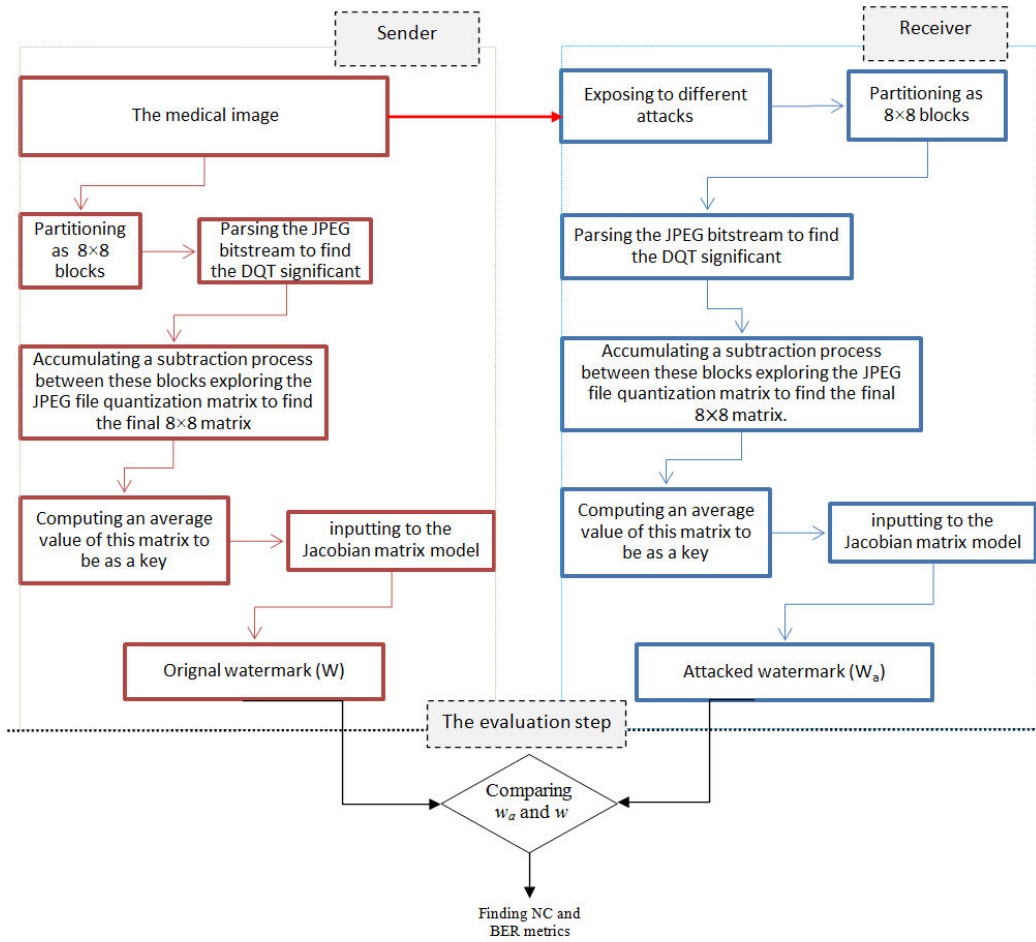 Sender
The medical image
Partitioning
as 8×8
blocks
Parsing the JPEG
bitstream to find
the DQT significant
Accumulating a subtraction process
between these blocks exploring the
JPEG file quantization matrix to find
the final 8×8 matrix
Computing an average
value of this matrix to
be as a key
inputting to the
Jacobian matrix model
Orignal watermark (W)
Receiver
Exposing to different
attacks
Partitioning as
8×8 blocks
Parsing the JPEG bitstream to find
the DQT significant
Accumulating a subtraction process
between these blocks exploring the JPEG
file quantization matrix to find the final
8×8 matrix.
Computing an average
value of this matrix to
be as a key
inputting to the
Jacobian matrix model
Attacked watermark (Wₐ)
The evaluation step
Comparing
wₐ and w
Finding NC and
BER metrics